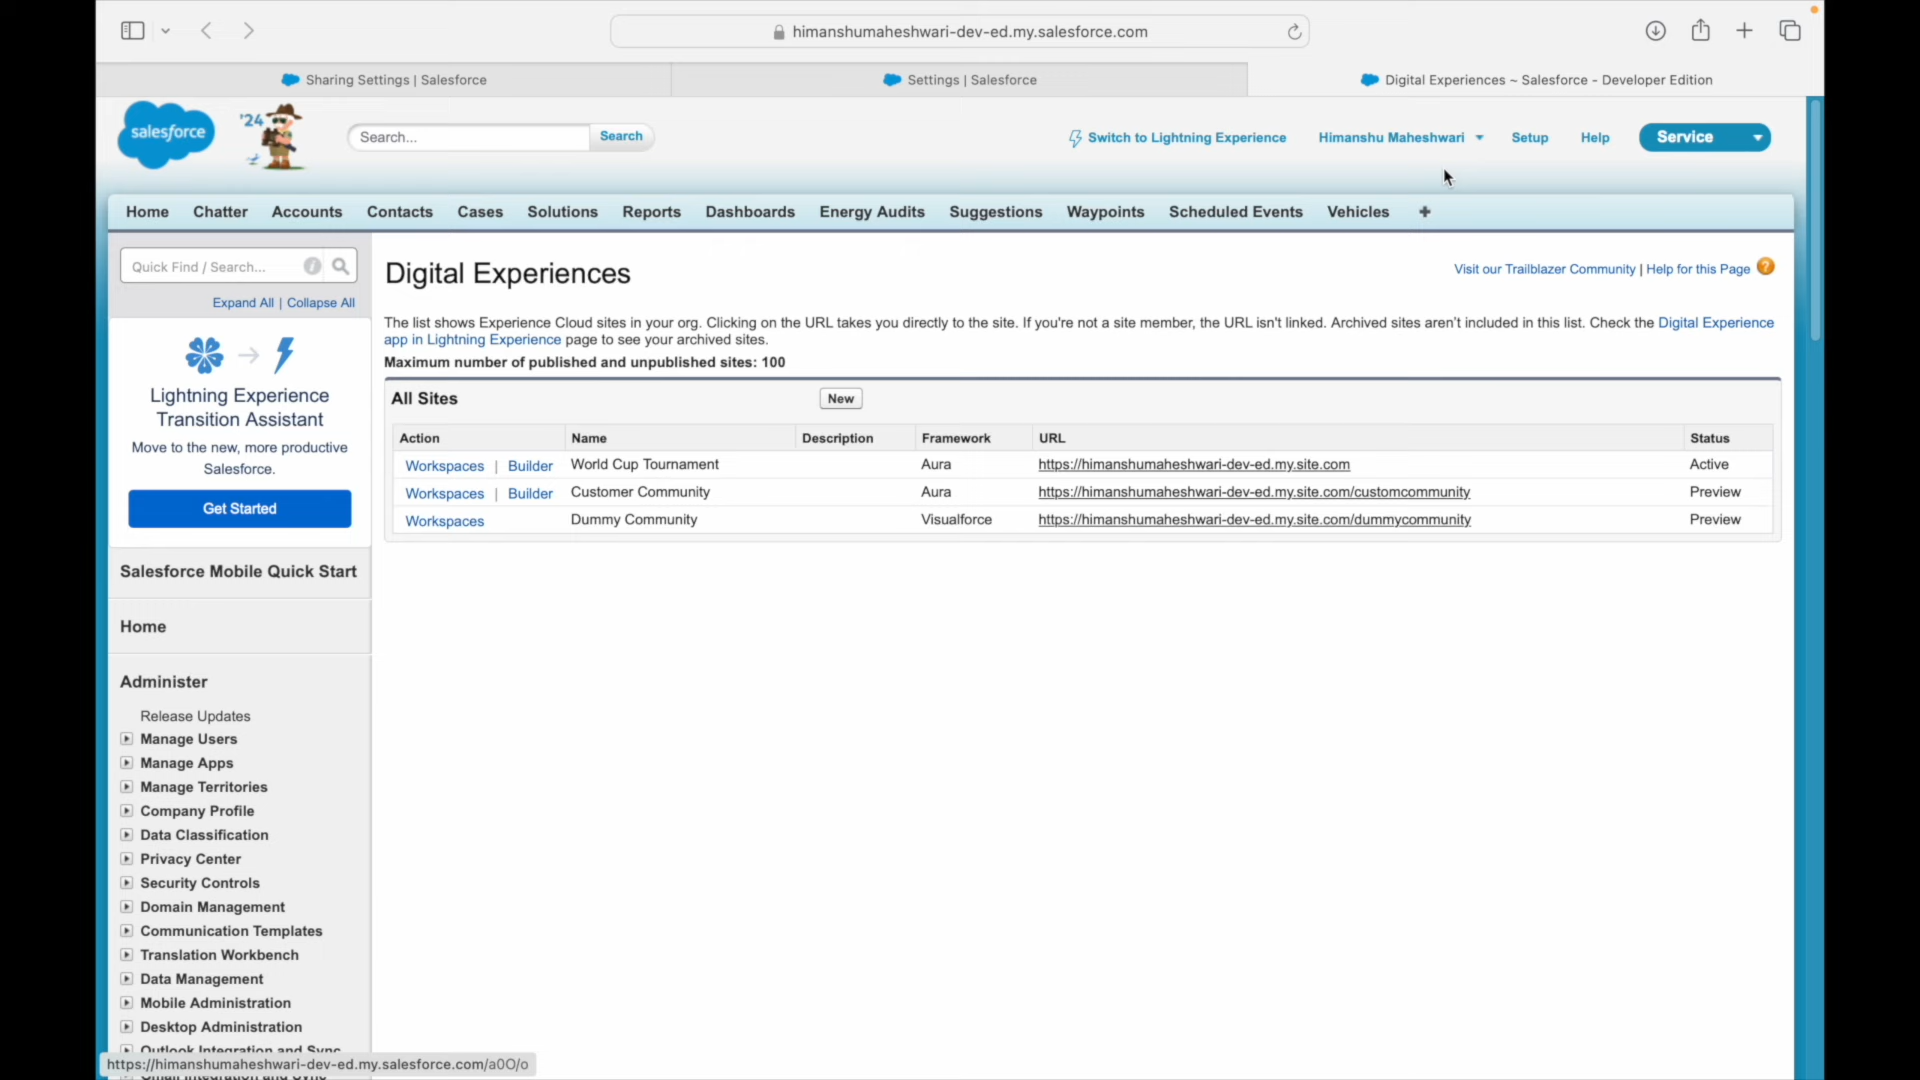 himanshumaheshwari-dev-ed.my.salesforce.com
Sharing Settings | Salesforce
Settings | Salesforce
Digital Experiences ~ Salesforce - Developer Edition
salesforce
'24
Search...
Search
Switch to Lightning Experience
Himanshu Maheshwari
Setup
Help
Service
Home
Chatter
Accounts
Contacts
Cases
Solutions
Reports
Dashboards
Energy Audits
Suggestions
Waypoints
Scheduled Events
Vehicles
+
Quick Find / Search...
Expand All | Collapse All
Lightning Experience
Transition Assistant
Move to the new, more productive
Salesforce.
Get Started
Salesforce Mobile Quick Start
Home
Administer
Release Updates
Manage Users
Manage Apps
Manage Territories
Company Profile
Data Classification
Privacy Center
Security Controls
Domain Management
Communication Templates
Translation Workbench
Data Management
Mobile Administration
Desktop Administration
Outlook Integration and Sync
https://himanshumaheshwari-dev-ed.my.salesforce.com/a0O/o
Gmail Integration and Sync
Digital Experiences
Visit our Trailblazer Community | Help for this Page ?
The list shows Experience Cloud sites in your org. Clicking on the URL takes you directly to the site. If you're not a site member, the URL isn't linked. Archived sites aren't included in this list. Check the Digital Experience
app in Lightning Experience page to see your archived sites.
Maximum number of published and unpublished sites: 100
All Sites
New
Action Name Description Framework URL Status
Workspaces | Builder World Cup Tournament Aura https://himanshumaheshwari-dev-ed.my.site.com Active
Workspaces | Builder Customer Community Aura https://himanshumaheshwari-dev-ed.my.site.com/customcommunity Preview
Workspaces Dummy Community Visualforce https://himanshumaheshwari-dev-ed.my.site.com/dummycommunity Preview